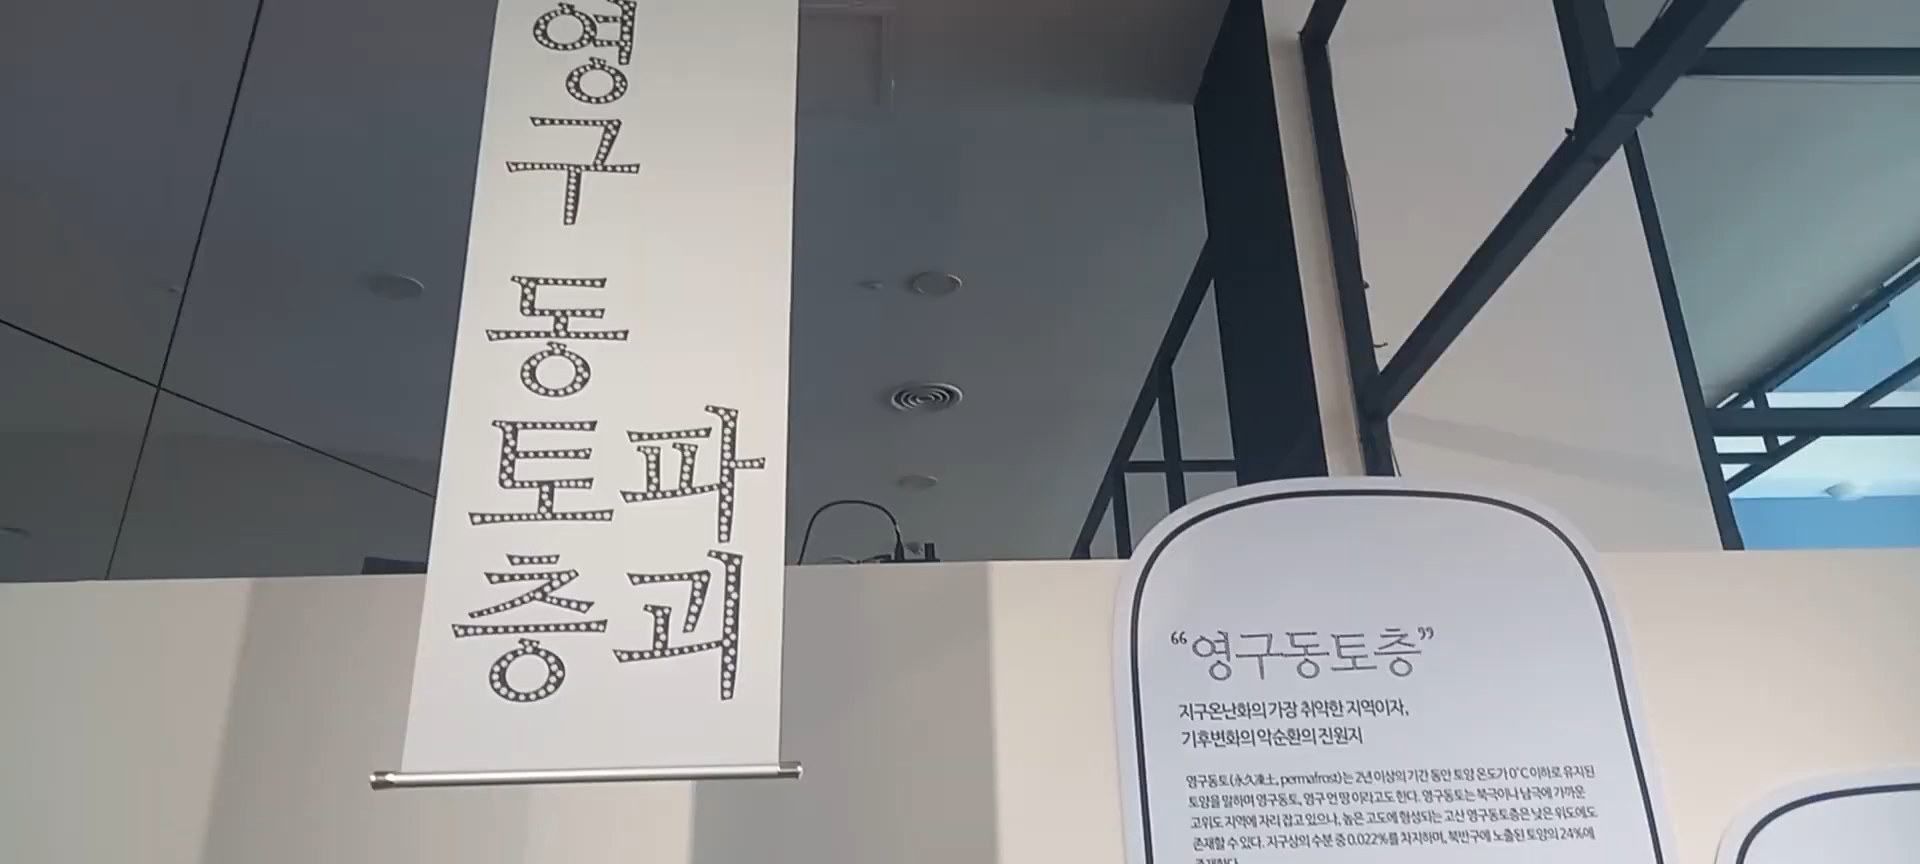 영구 동토층
파괴
“영구동토층”
지구온난화의 가장 취약한 지역이자,
기후변화의 악순환의 진원지
영구동토(永久凍土, permafrost)는 2년 이상의 기간 동안 토양 온도가 0°C 이하로 유지된
토양을 말하며 영구동토, 영구 언 땅 이라고도 한다. 영구동토는 북극이나 남극에 가까운
고위도 지역에 자리 잡고 있으나, 높은 고도에 형성되는 고산 영구동토층은 낮은 위도에도
존재할 수 있다. 지구상의 수분 중 0.022%를 차지하며, 북반구에 노출된 토양의 24%에